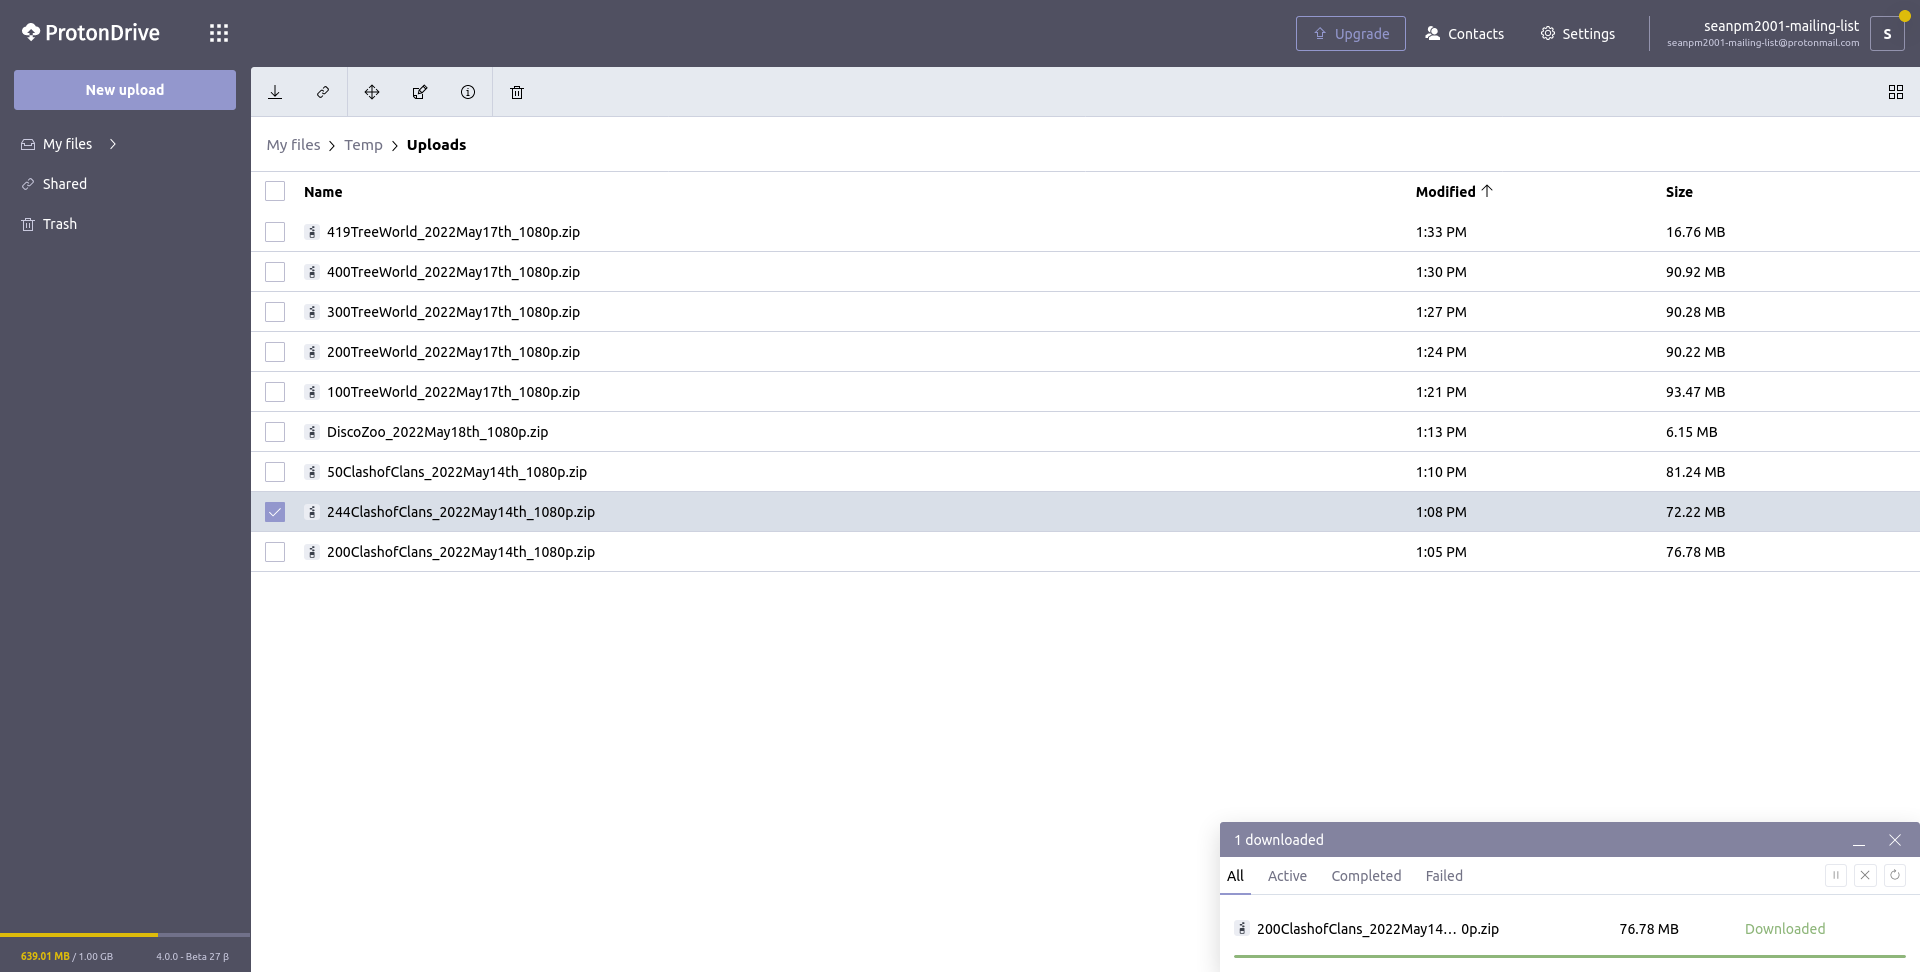 ProtonDrive
Upgrade
Contacts
Settings
seanpm2001-mailing-list
seanpm2001-mailing-list@protonmail.com
S
New upload
My files
Shared
Trash
My files > Temp > Uploads
Name Modified Size
419TreeWorld_2022May17th_1080p.zip 1:33 PM 16.76 MB
400TreeWorld_2022May17th_1080p.zip 1:30 PM 90.92 MB
300TreeWorld_2022May17th_1080p.zip 1:27 PM 90.28 MB
200TreeWorld_2022May17th_1080p.zip 1:24 PM 90.22 MB
100TreeWorld_2022May17th_1080p.zip 1:21 PM 93.47 MB
DiscoZoo_2022May18th_1080p.zip 1:13 PM 6.15 MB
50ClashofClans_2022May14th_1080p.zip 1:10 PM 81.24 MB
244ClashofClans_2022May14th_1080p.zip 1:08 PM 72.22 MB
200ClashofClans_2022May14th_1080p.zip 1:05 PM 76.78 MB
1 downloaded
All Active Completed Failed
200ClashofClans_2022May14… 0p.zip 76.78 MB Downloaded
639.01 MB / 1.00 GB 4.0.0 - Beta 27 β